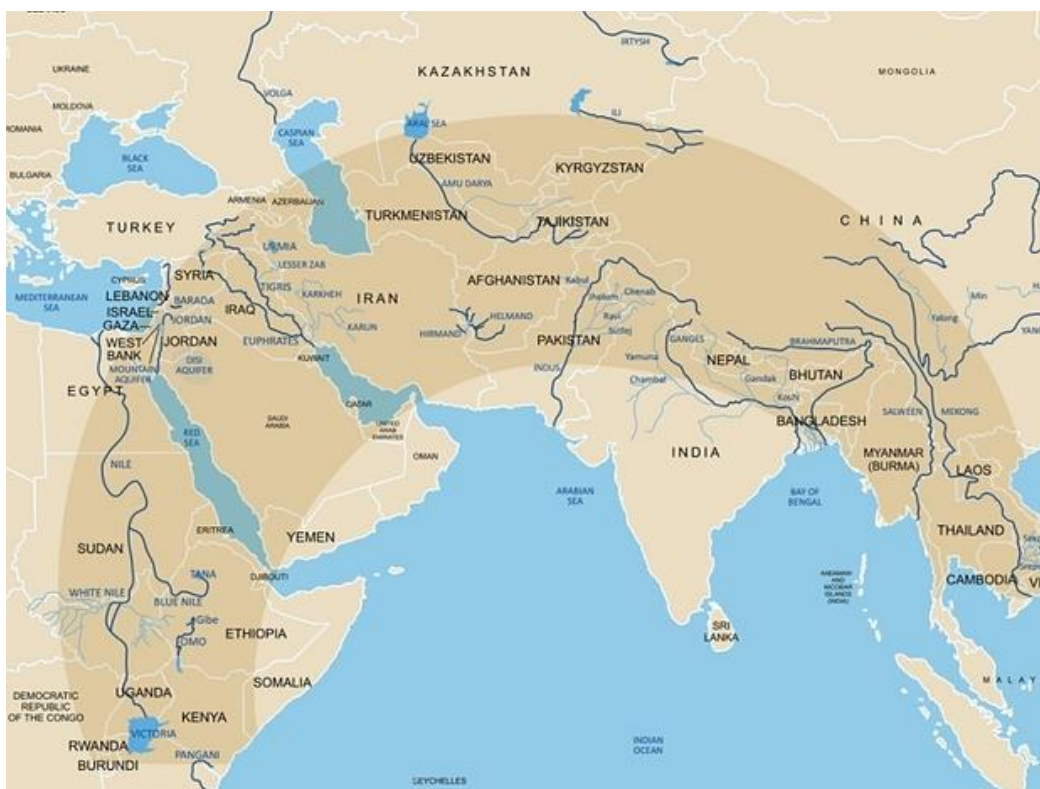 IRTYSH
UKRAINE
KAZAKHSTAN
MONGOLIA
VOLGA
MOLDOVA
ROMANIA
ILI
ARAL SEA
CASPIAN
SEA
BLACK
SEA
UZBEKISTAN
KYRGYZSTAN
BULGARIA
AMU DARYA
ARMENIA
AZERBAIJAN
TURKMENISTAN
TAJIKISTAN
CHINA
TURKEY
URMIA
LESSER ZAB
SYRIA
CYPRUS
AFGHANISTAN
Kabul
TIGRIS
MEDITERRANEAN
SEA
LEBANON
BARADA
KARKHEH
IRAN
Jhelum
Chenab
Min
ISRAEL
JORDAN
IRAQ
HELMAND
Ravi
Yalong
GAZA
KARUN
HIRMAND
Sutlej
YANG
WEST
BANK
JORDAN
EUPHRATES
PAKISTAN
GANGES
BRAHMAPUTRA
KUWAIT
Yamuna
NEPAL
MOUNTAIN
AQUIFER
DISI
AQUIFER
INDUS
Chambal
Gandak
BHUTAN
EGYPT
Koshi
QATAR
SAUDI
ARABIA
UNITED
ARAB
EMIRATES
BANGLADESH
SALWEEN
MEKONG
RED
SEA
OMAN
INDIA
MYANMAR
(BURMA)
NILE
LAOS
ARABIAN
SEA
BAY OF
BENGAL
ERITREA
YEMEN
THAILAND
SUDAN
TANA
DJIBOUTI
ANDAMAN
AND
NICOBAR
ISLANDS
(INDIA)
CAMBODIA
WHITE NILE
BLUE NILE
Gibe
ETHIOPIA
SRI
LANKA
OMO
SOMALIA
MALAY
UGANDA
DEMOCRATIC
REPUBLIC
OF THE CONGO
KENYA
VICTORIA
RWANDA
PANGANI
BURUNDI
INDIAN
OCEAN
SEYCHELLES